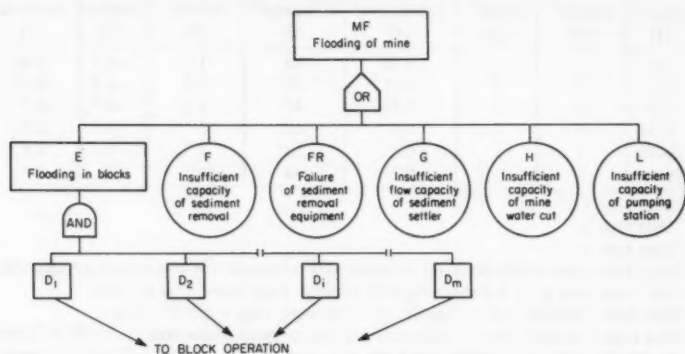 MF
Flooding of mine
OR
E
Flooding in blocks
F
Insufficient
capacity
of sediment
removal
FR
Failure
of sediment
removal
equipment
G
Insufficient
flow capacity
of sediment
settler
H
Insufficient
capacity
of mine
water cut
L
Insufficient
capacity
of pumping
station
AND
D1
D2
Di
Dm
TO BLOCK OPERATION